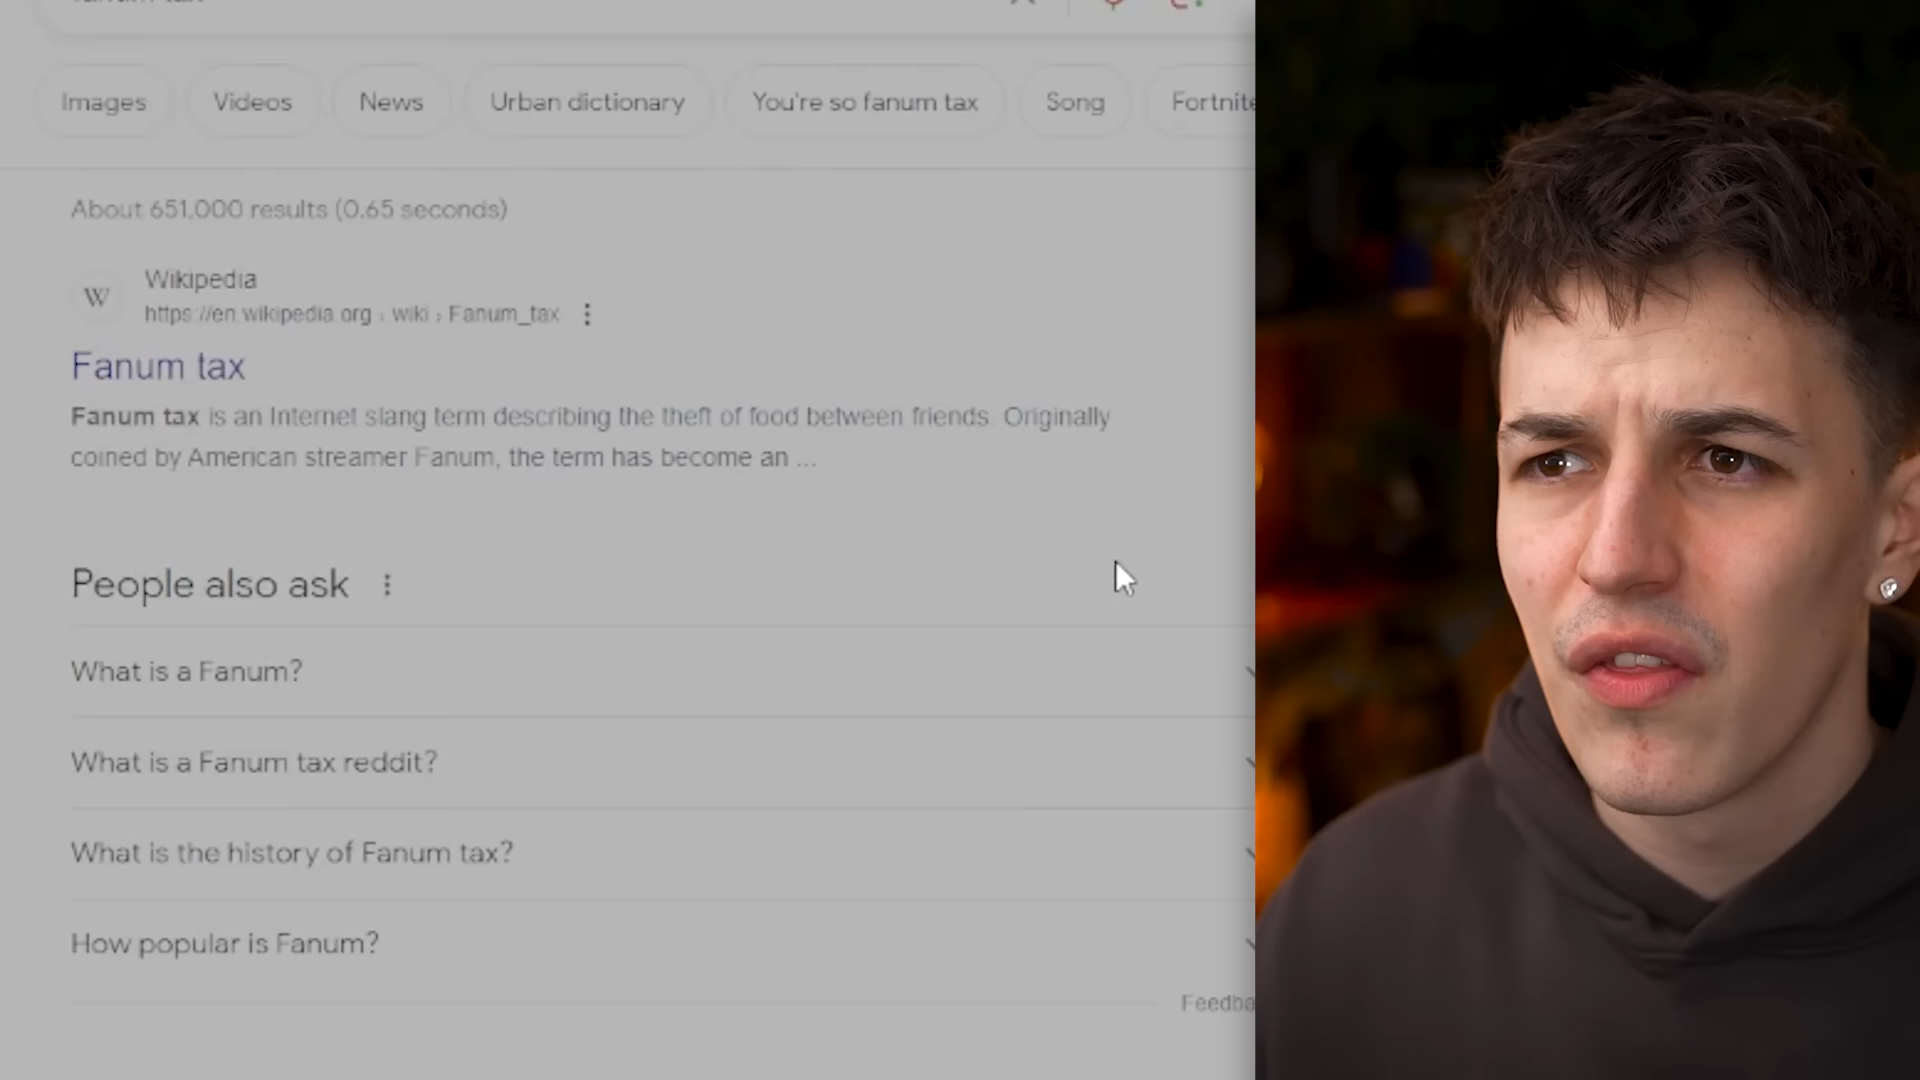 fanum tax
Images Videos News Urban dictionary You're so fanum tax Song Fortnite
About 651,000 results (0.65 seconds)
W
Wikipedia
https://en.wikipedia.org › wiki › Fanum_tax
Fanum tax
Fanum tax is an Internet slang term describing the theft of food between friends. Originally
coined by American streamer Fanum, the term has become an ...
People also ask
What is a Fanum?
What is a Fanum tax reddit?
What is the history of Fanum tax?
How popular is Fanum?
Feedba